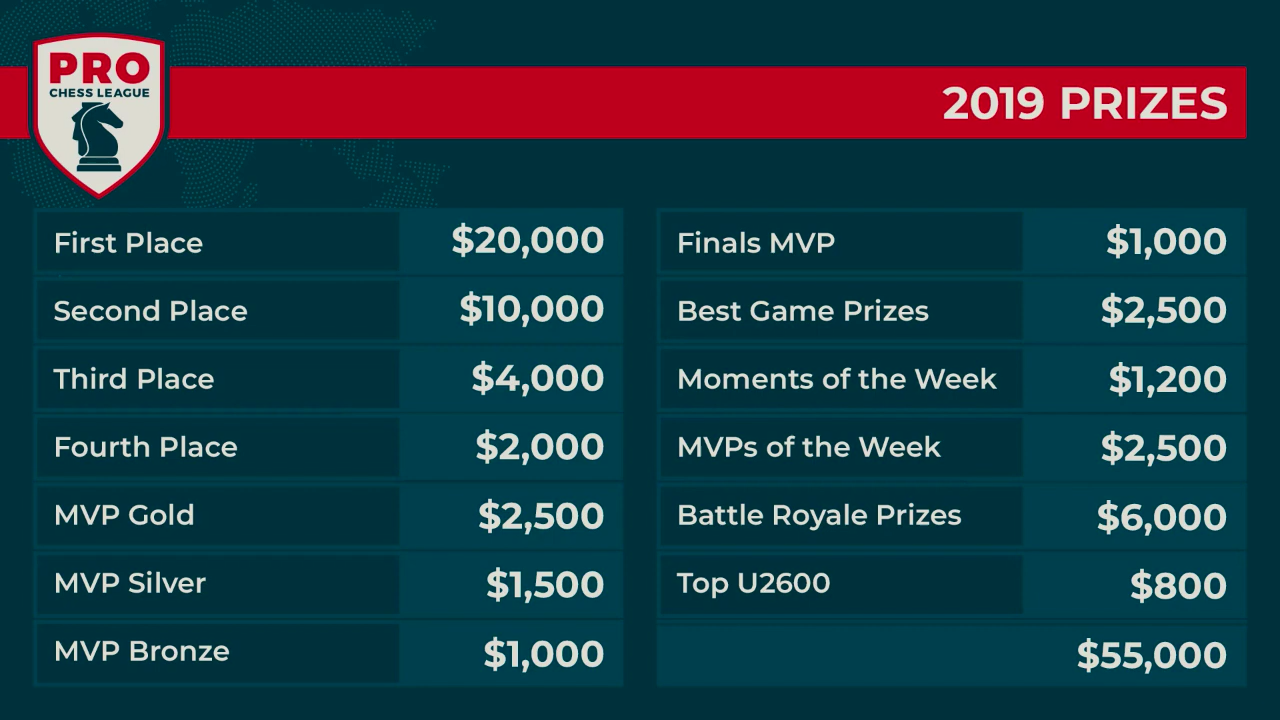 PRO
CHESS LEAGUE
2019 PRIZES
First Place $20,000
Second Place $10,000
Third Place $4,000
Fourth Place $2,000
MVP Gold $2,500
MVP Silver $1,500
MVP Bronze $1,000
Finals MVP $1,000
Best Game Prizes $2,500
Moments of the Week $1,200
MVPs of the Week $2,500
Battle Royale Prizes $6,000
Top U2600 $800
$55,000